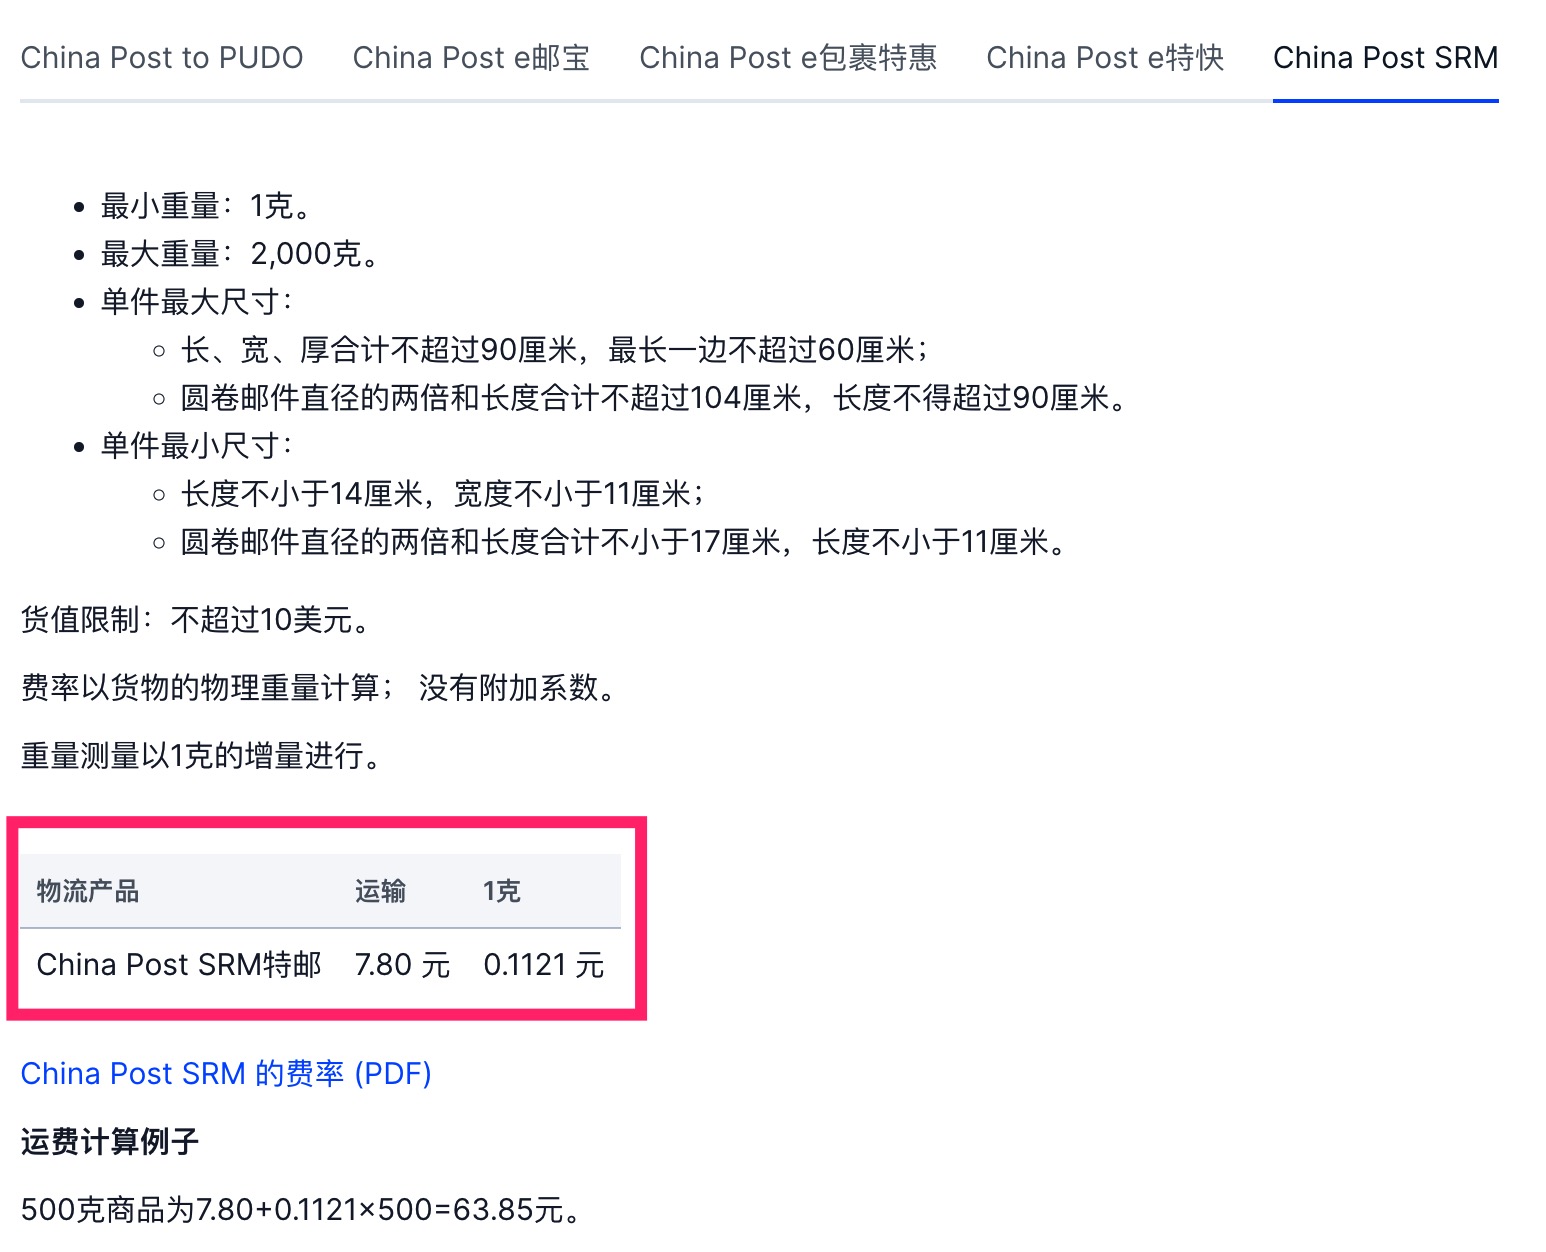 China Post to PUDO China Post e邮宝 China Post e包裹特惠 China Post e特快 China Post SRM
• 最小重量：1克。
• 最大重量：2,000克。
• 单件最大尺寸：
◦ 长、宽、厚合计不超过90厘米，最长一边不超过60厘米；
◦ 圆卷邮件直径的两倍和长度合计不超过104厘米，长度不得超过90厘米。
• 单件最小尺寸：
◦ 长度不小于14厘米，宽度不小于11厘米；
◦ 圆卷邮件直径的两倍和长度合计不小于17厘米，长度不小于11厘米。
货值限制：不超过10美元。
费率以货物的物理重量计算； 没有附加系数。
重量测量以1克的增量进行。
物流产品 运输 1克
China Post SRM特邮 7.80 元 0.1121 元
China Post SRM 的费率 (PDF)
运费计算例子
500克商品为7.80+0.1121×500=63.85元。